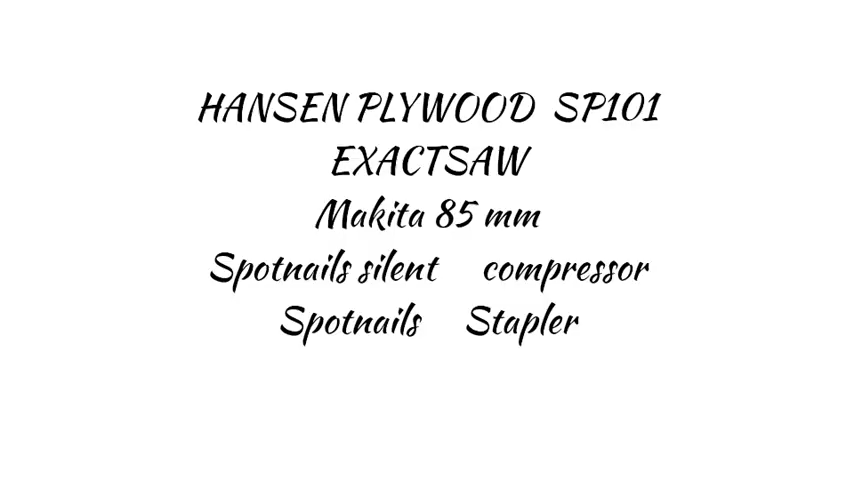 HANSEN PLYWOOD SP101
EXACTSAW
Makita 85 mm
Spotnails silent compressor
Spotnails Stapler